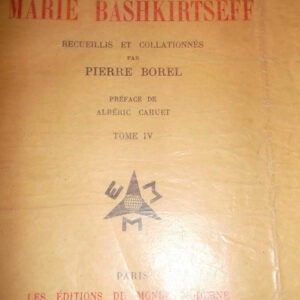 MARIE BASHKIRTSEFF
RECUEILLIS ET COLLATIONNÉS
PAR
PIERRE BOREL
PRÉFACE DE
ALBÉRIC CAHUET
TOME IV
E M M
PARIS
LES ÉDITIONS DU MONDE MODERNE